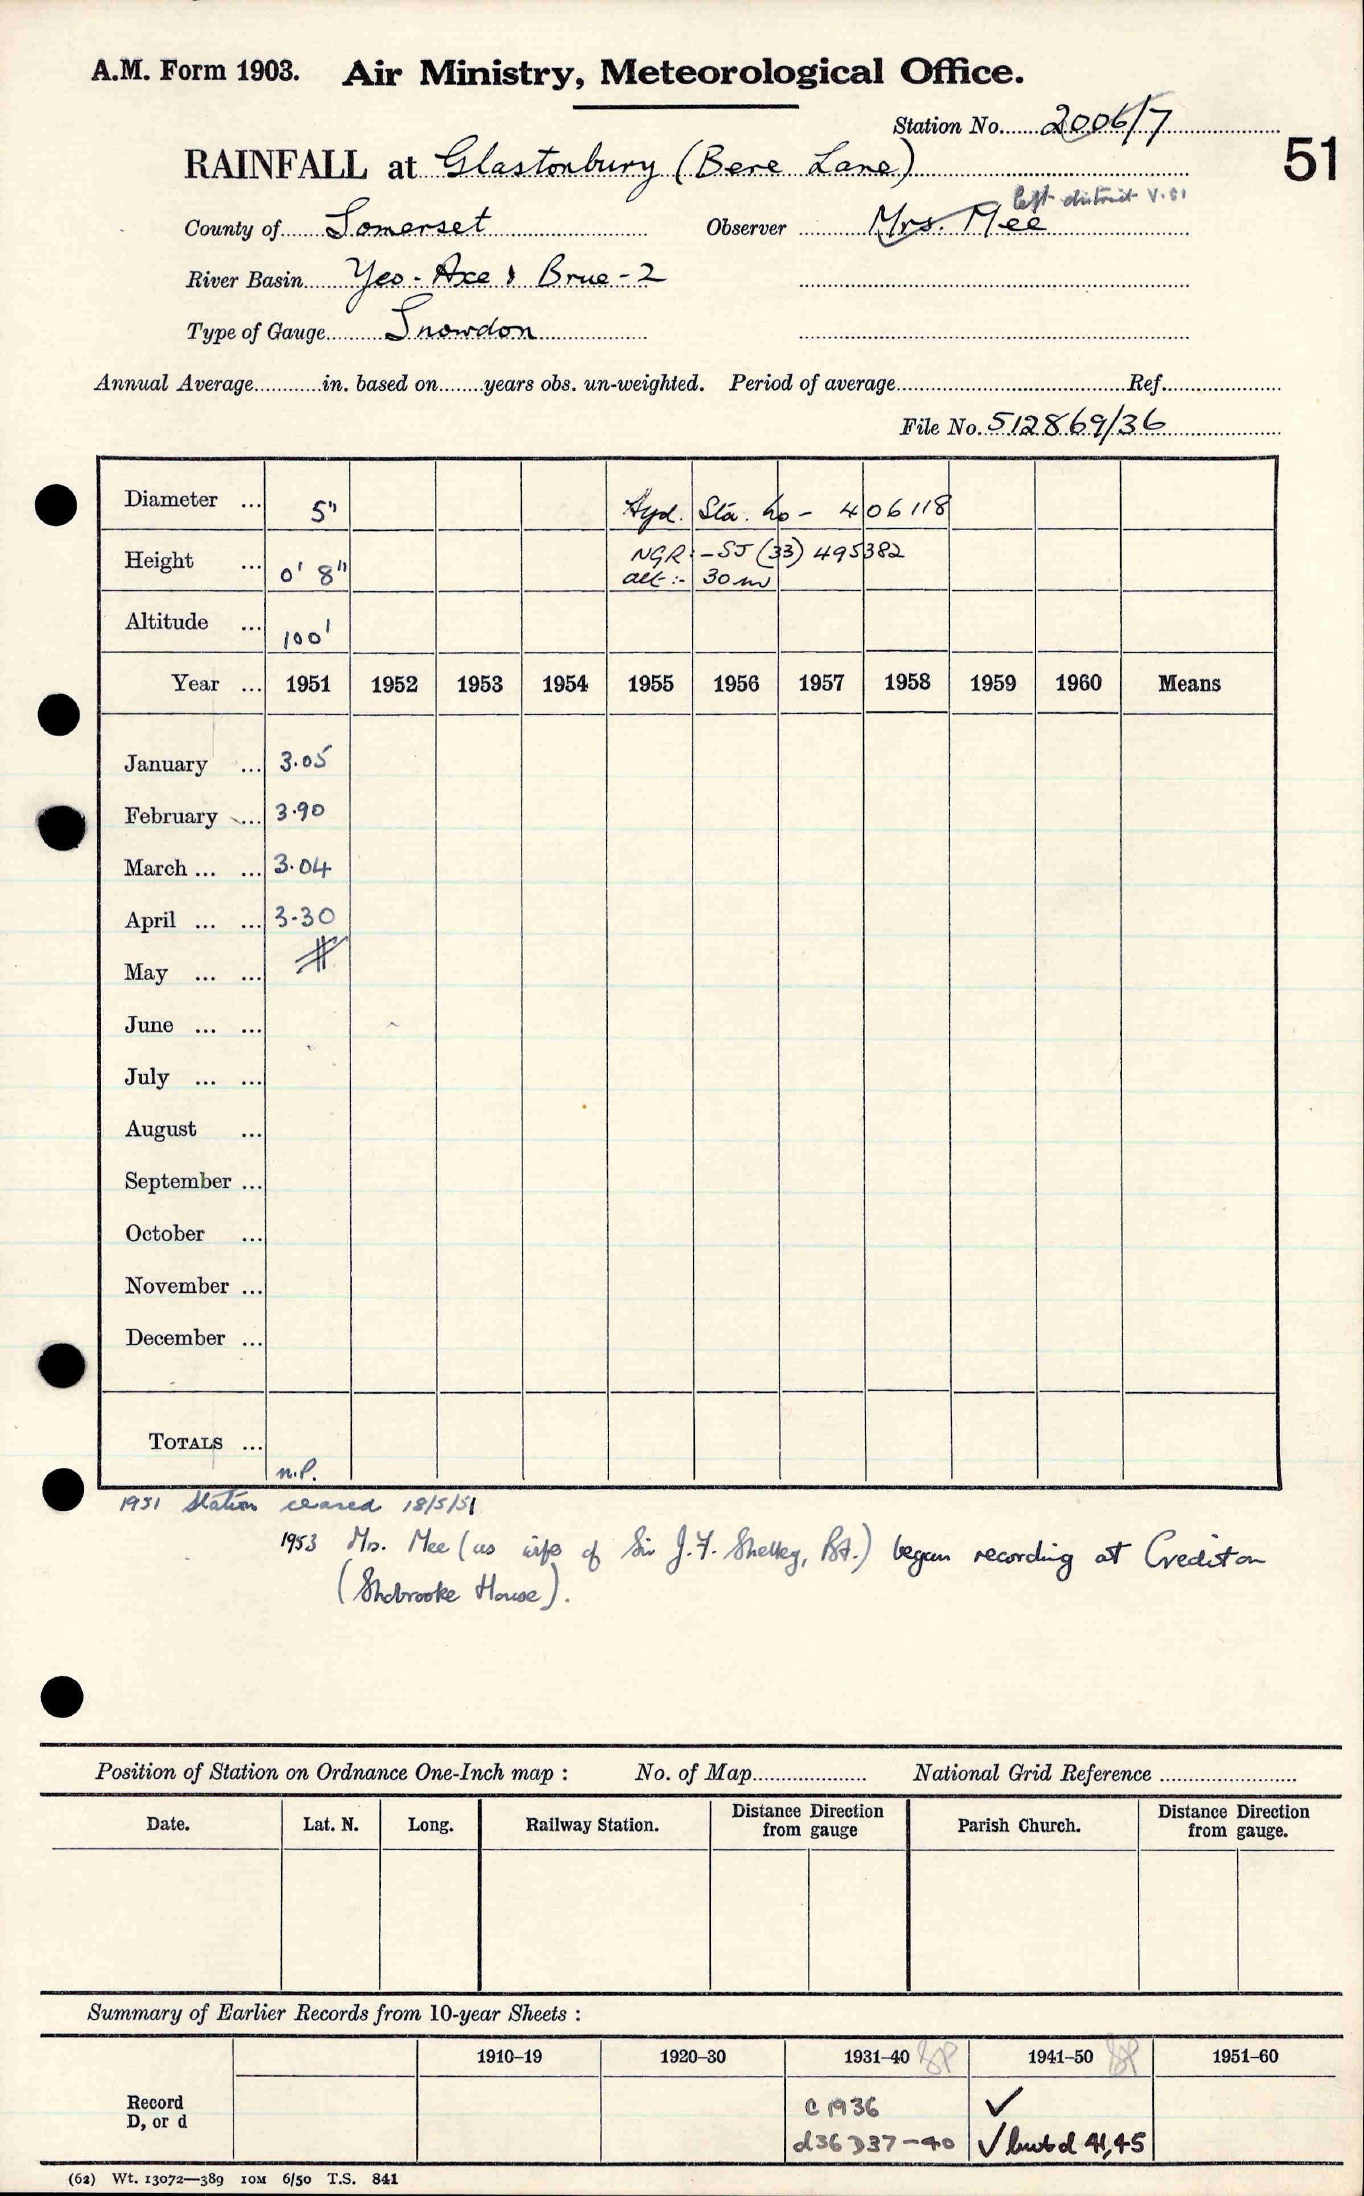 A.M. Form 1903. Air Ministry, Meteorological Office.
Station No. 2006/7
51
RAINFALL at Glastonbury (Bere Lane)
left district V.51
County of Somerset Observer Mrs. Mee
River Basin Yeo - Axe & Brue - 2
Type of Gauge Snowdon
Annual Average in. based on years obs. un-weighted. Period of average Ref.
File No. 512869/36
Diameter ... 5" Hyd. Sta. no - 406118
Height ... 0' 8" NGR:- ST (33) 495382
alt:- 30m
Altitude ... 100'
Year ... 1951 1952 1953 1954 1955 1956 1957 1958 1959 1960 Means
January ... 3.05
February ... 3.90
March ... ... 3.04
April ... ... 3.30
May ... ...
June ... ...
July ... ...
August ...
September ...
October ...
November ...
December ...
TOTALS ...
n.P.
1951 Station ceased 18/5/51
1953 Mrs. Mee (as wife of Sir J.F. Shelley, Bt.) began recording at Crediton
(Shobrooke House).
Position of Station on Ordnance One-Inch map : No. of Map National Grid Reference
Date. Lat. N. Long. Railway Station. Distance Direction from gauge Parish Church. Distance Direction from gauge.
Summary of Earlier Records from 10-year Sheets :
1910–19 1920–30 1931–40 1941–50 1951–60
Record C 1936 ✓
D, or d d36 D37-40 ✓ but d 41,45
(62) Wt. 13072—389 10M 6/50 T.S. 841